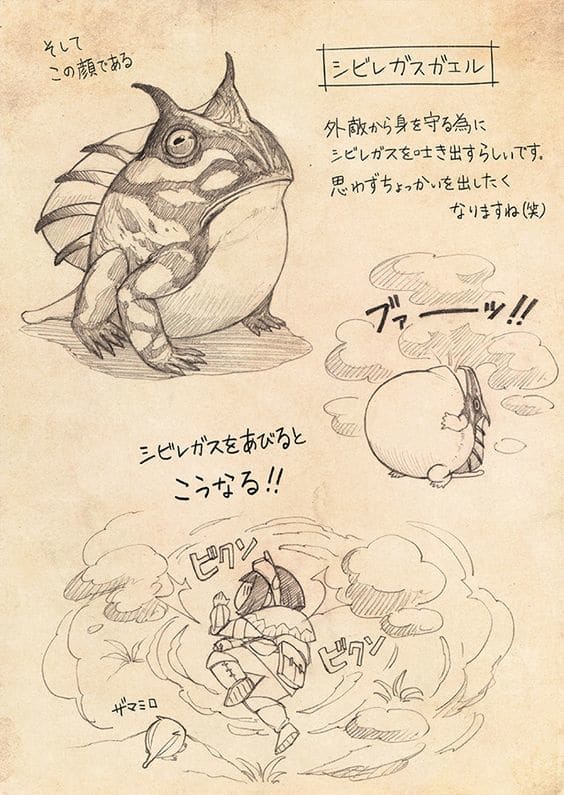 そして
この顔である
シビレガスガエル
外敵から身を守る為に
シビレガスを吐き出すらしいです。
思わずちょっかいを出したく
なりますね(笑)
ブァーーッ!!
シビレガスをあびると
こうなる!!
ビクン
ビクン
ザマミロ